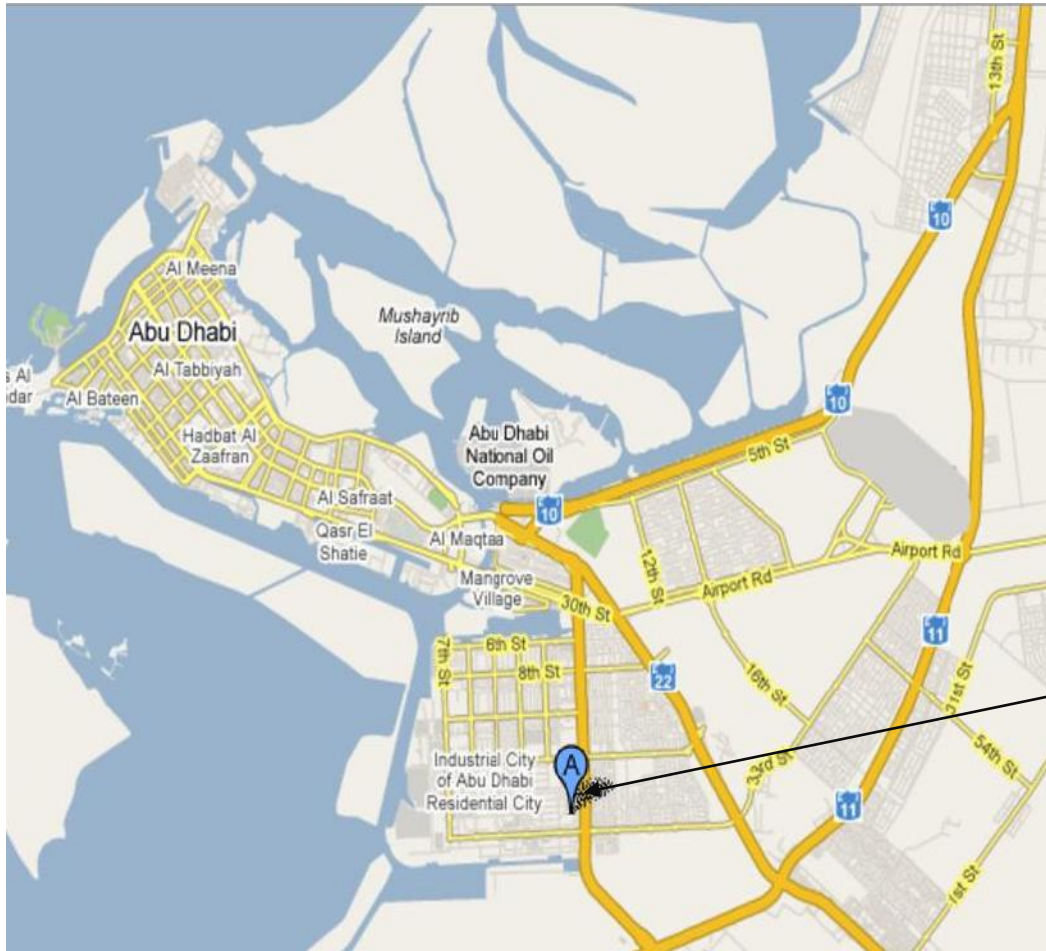 13th St
10
Al Meena
Mushayrib
Island
Abu Dhabi
Al Tabbiyah
s Al
dar
Al Bateen
10
Hadbat Al
Zaafran
Abu Dhabi
National Oil
Company
5th St
Al Safraat
10
Qasr El
Shatie
Al Maqtaa
12th St
Airport Rd
Airport Rd
Mangrove
Village
30th St
11
6th St
7th St
8th St
22
16th St
31st St
33rd St
54th St
A
Industrial City
of Abu Dhabi
Residential City
11
1st St